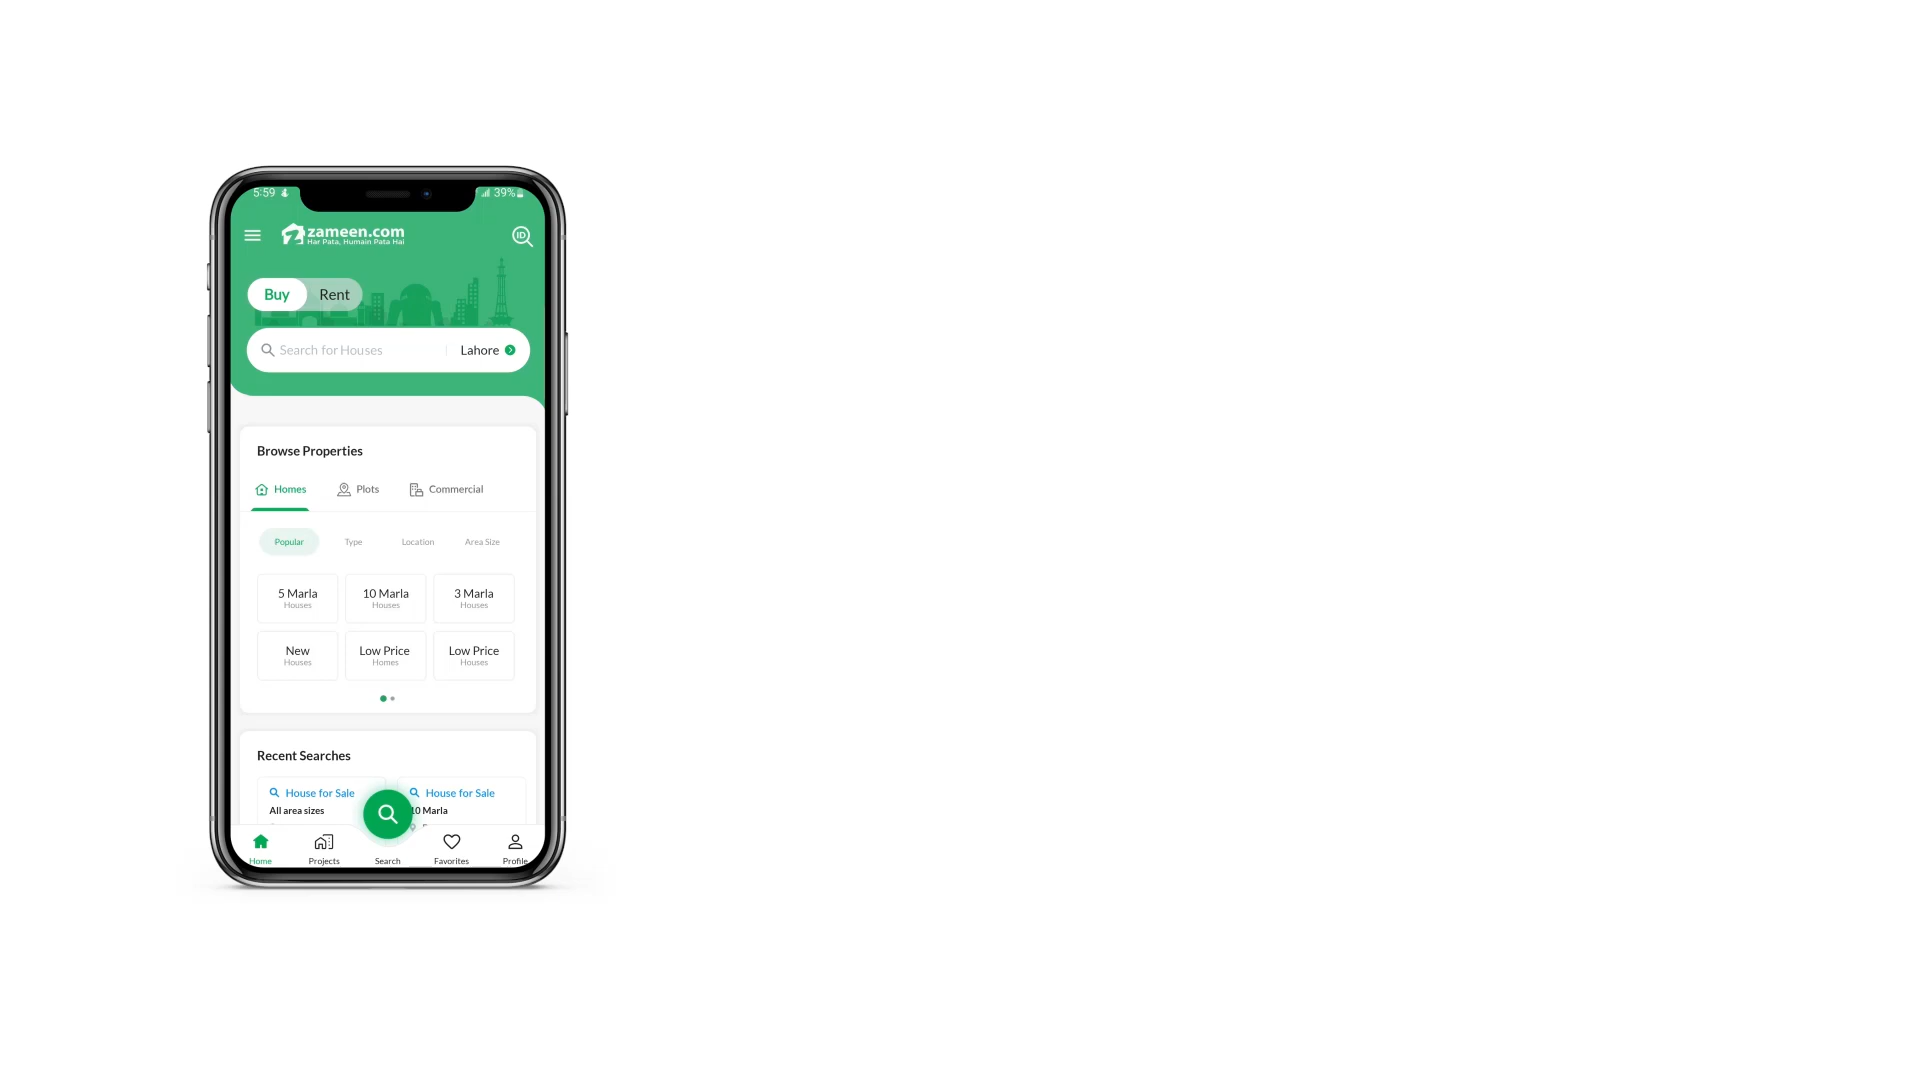 5:59
39%
zameen.com
Har Pata, Humain Pata Hai
ID
Buy Rent
Search for Houses Lahore
Browse Properties
Homes Plots Commercial
Popular Type Location Area Size
5 Marla 10 Marla 3 Marla
Houses Houses Houses
New Low Price Low Price
Houses Homes Houses
Recent Searches
House for Sale House for Sale
All area sizes 10 Marla
Home Projects Search Favorites Profile